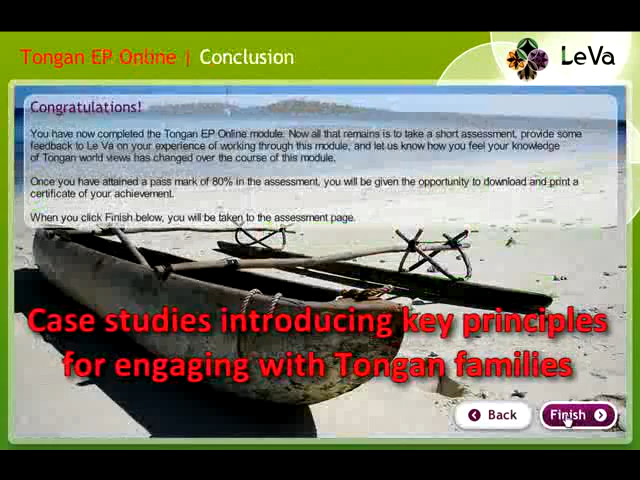 Tongan EP Online | Conclusion
LeVa
Congratulations!
You have now completed the Tongan EP Online module. Now all that remains is to take a short assessment, provide some
feedback to Le Va on your experience of working through this module, and let us know how you feel your knowledge
of Tongan world views has changed over the course of this module.
Once you have attained a pass mark of 80% in the assessment, you will be given the opportunity to download and print a
certificate of your achievement.
When you click Finish below, you will be taken to the assessment page.
Case studies introducing key principles
for engaging with Tongan families
Back
Finish